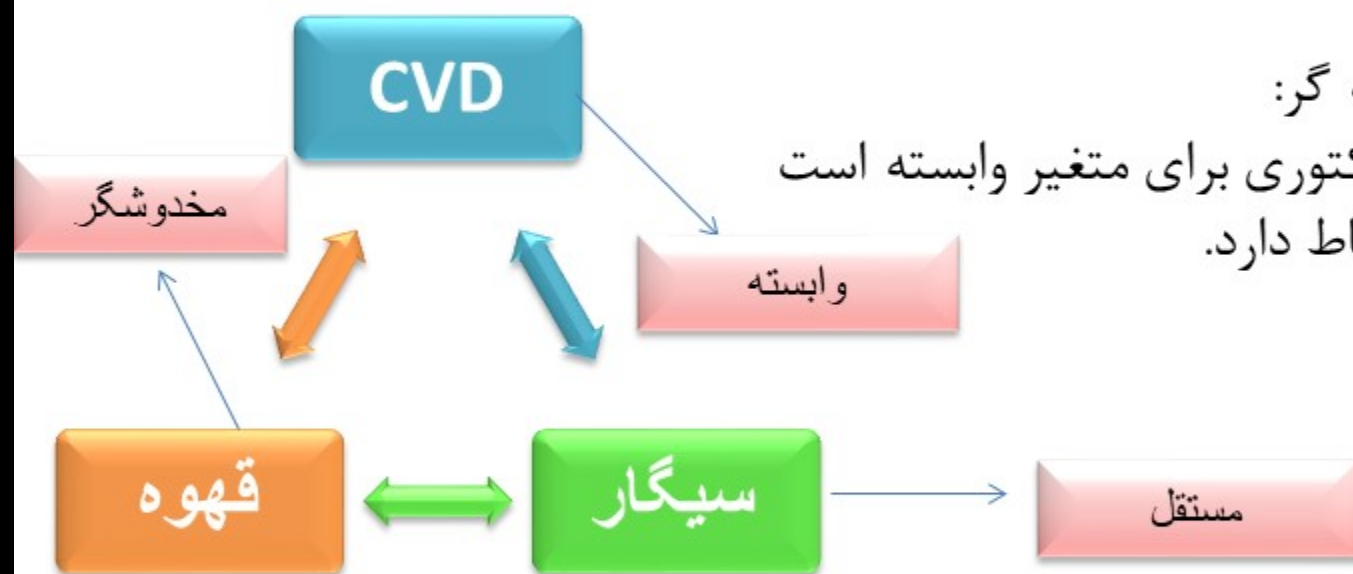 گر:
برای متغیر وابسته است
دارد.
CVD
مخدوشگر
وابسته
قهوه
سیگار
مستقل